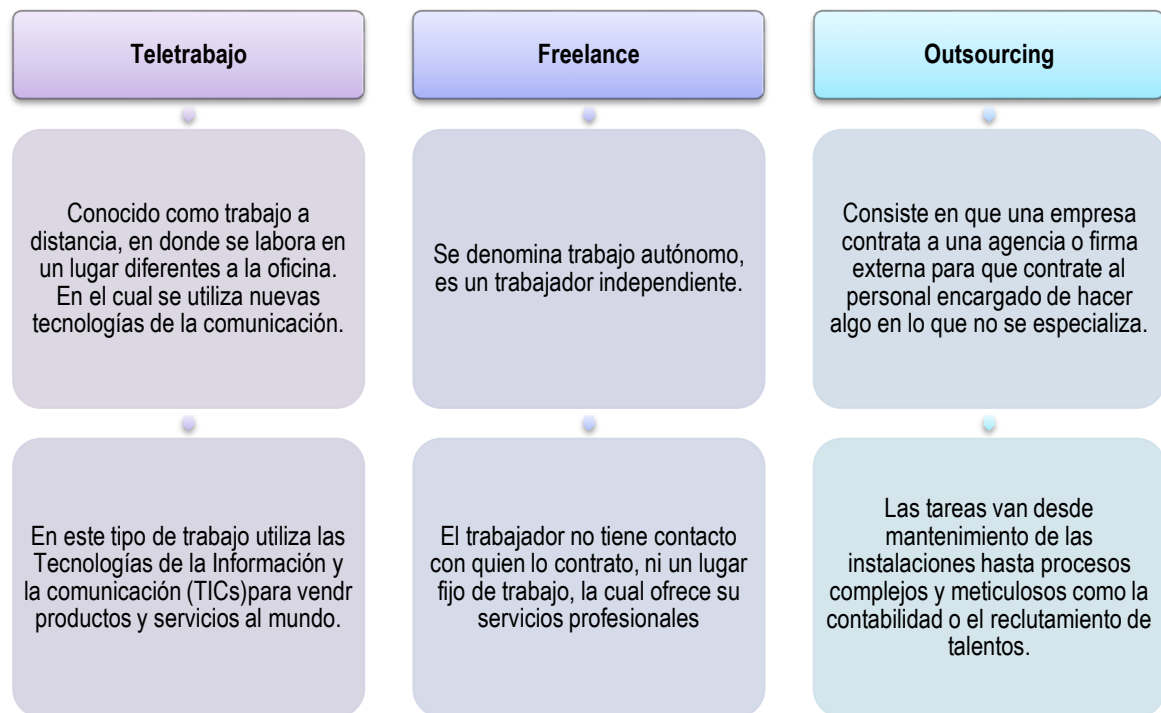 Teletrabajo
Conocido como trabajo a
distancia, en donde se labora en
un lugar diferentes a la oficina.
En el cual se utiliza nuevas
tecnologías de la comunicación.
En este tipo de trabajo utiliza las
Tecnologías de la Información y
la comunicación (TICs)para vendr
productos y servicios al mundo.
Freelance
Se denomina trabajo autónomo,
es un trabajador independiente.
El trabajador no tiene contacto
con quien lo contrato, ni un lugar
fijo de trabajo, la cual ofrece su
servicios profesionales
Outsourcing
Consiste en que una empresa
contrata a una agencia o firma
externa para que contrate al
personal encargado de hacer
algo en lo que no se especializa.
Las tareas van desde
mantenimiento de las
instalaciones hasta procesos
complejos y meticulosos como la
contabilidad o el reclutamiento de
talentos.